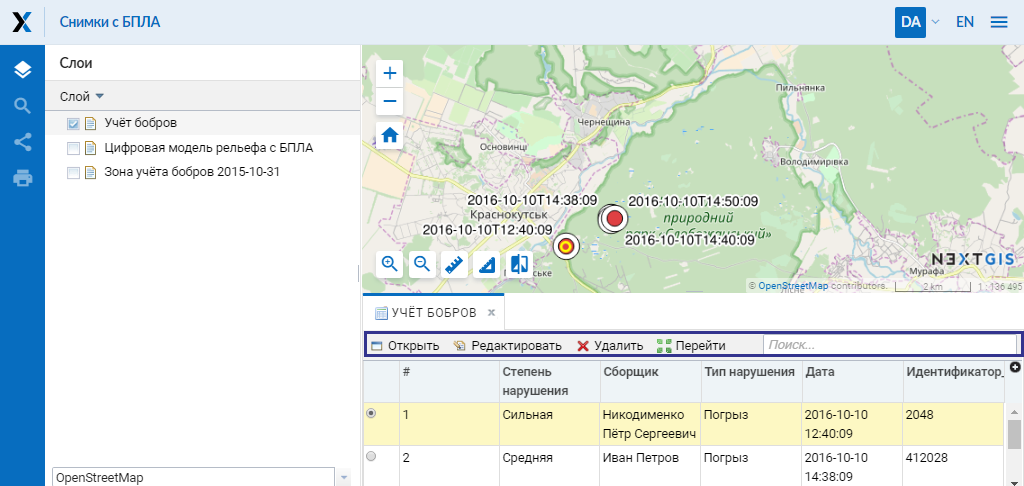 Снимки с БПЛА
DA
EN
Слои
Слой
Учёт бобров
Цифровая модель рельефа с БПЛА
Зона учёта бобров 2015-10-31
OpenStreetMap
Пильнянка
Чернещина
Основинці
Володимирівка
2016-10-10T14:38:09
2016-10-10T14:50:09
Краснокутськ
природний
2016-10-10T12:40:09
2016-10-10T14:40:09
NEXTGIS
Мурафа
© OpenStreetMap contributors.
2 km
1 : 136 495
УЧЁТ БОБРОВ
Открыть
Редактировать
Удалить
Перейти
Поиск...
#
Степень нарушения
Сборщик
Тип нарушения
Дата
Идентификатор_
1
Сильная
Никодименко Пётр Сергеевич
Погрыз
2016-10-10 12:40:09
2048
2
Средняя
Иван Петров
Погрыз
2016-10-10 14:38:09
412028